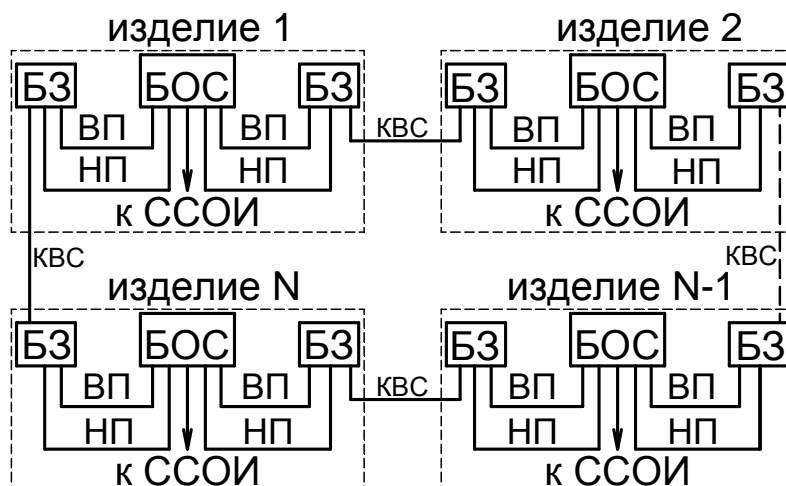 изделие 1 изделие 2
БЗ БОС БЗ БЗ БОС БЗ
ВП ВП КВС ВП ВП
НП НП НП НП
к ССОИ к ССОИ
КВС КВС
изделие N изделие N-1
БЗ БОС БЗ БЗ БОС БЗ
ВП ВП КВС ВП ВП
НП НП НП НП
к ССОИ к ССОИ